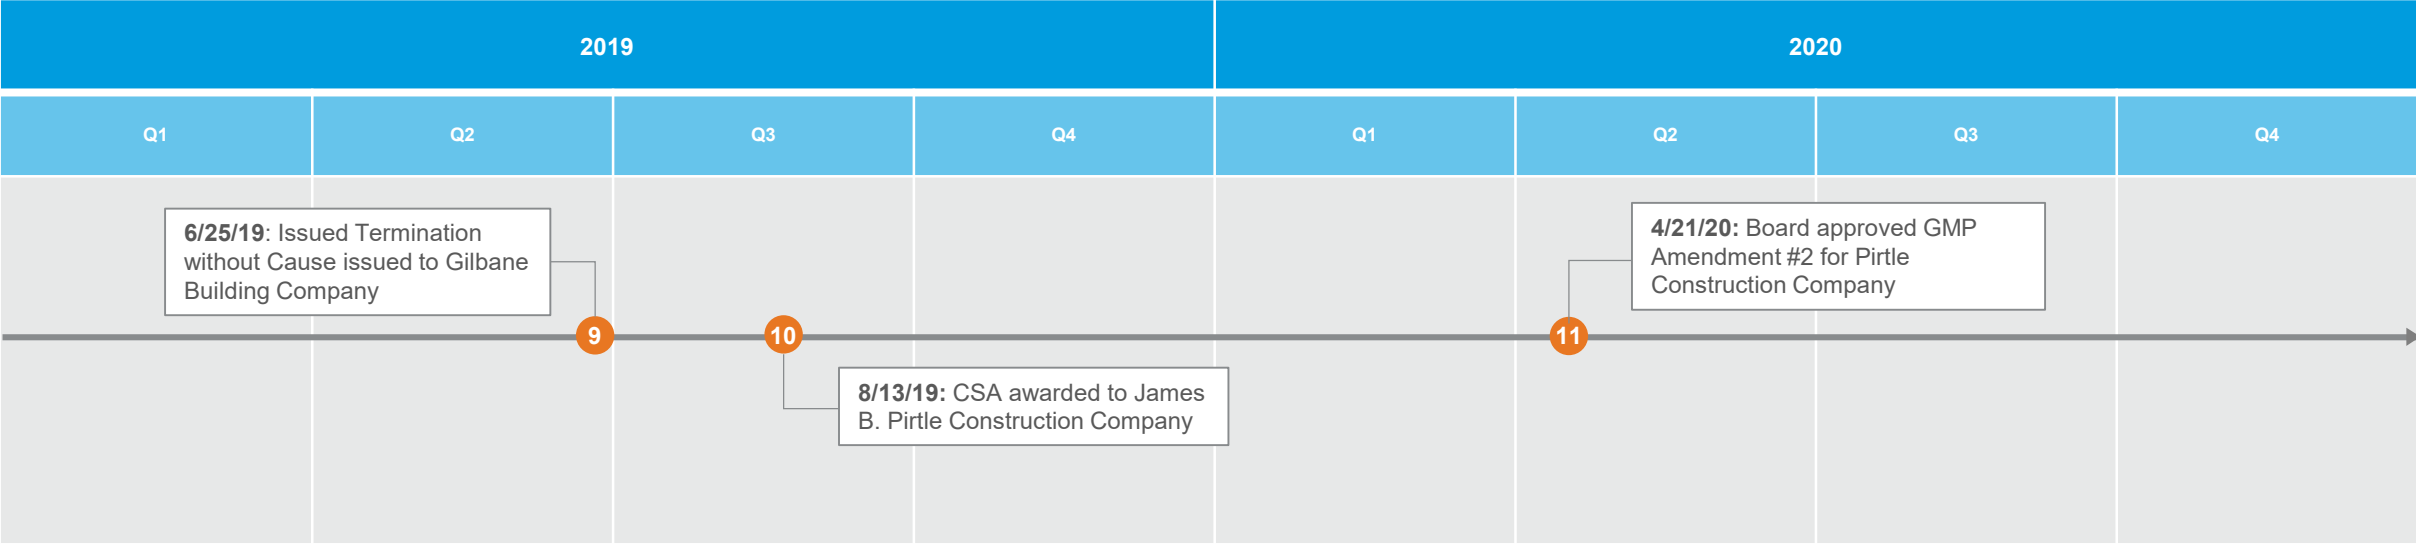 2019
2020
Q1
Q2
Q3
Q4
Q1
Q2
Q3
Q4
6/25/19: Issued Termination
without Cause issued to Gilbane
Building Company
4/21/20: Board approved GMP
Amendment #2 for Pirtle
Construction Company
9
10
11
8/13/19: CSA awarded to James
B. Pirtle Construction Company